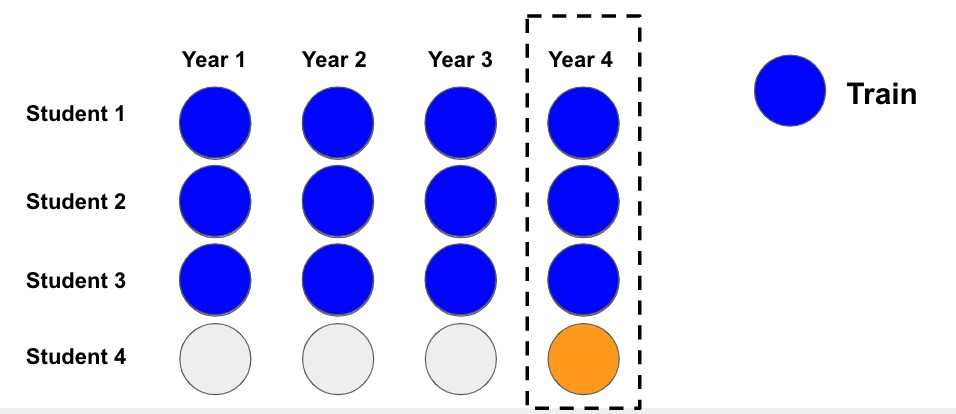 Year 1 Year 2 Year 3 Year 4
Student 1
Train
Student 2
Student 3
Student 4